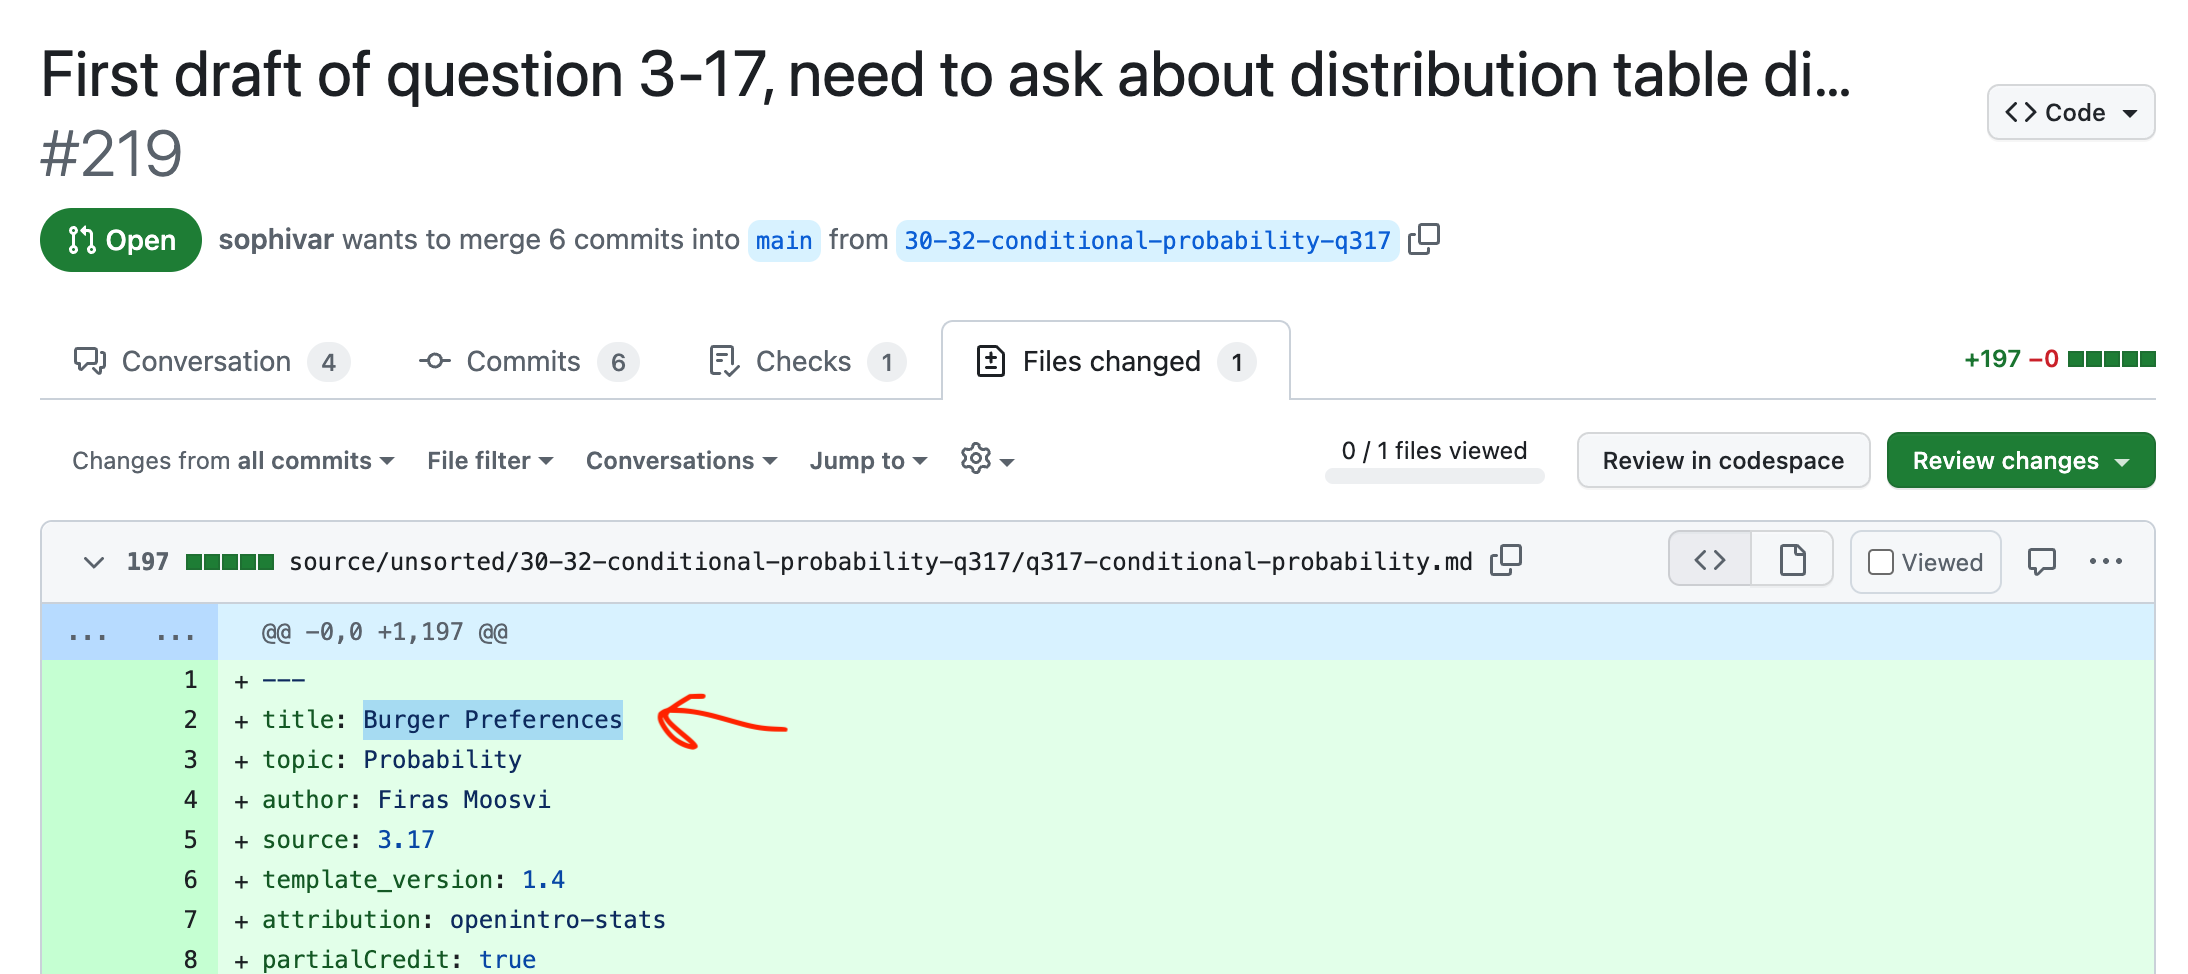 First draft of question 3-17, need to ask about distribution table di...
#219
Code
Open sophivar wants to merge 6 commits into main from 30-32-conditional-probability-q317
Conversation 4 Commits 6 Checks 1 Files changed 1 +197 −0
Changes from all commits File filter Conversations Jump to 0 / 1 files viewed Review in codespace Review changes
197 source/unsorted/30-32-conditional-probability-q317/q317-conditional-probability.md Viewed
... ... @@ -0,0 +1,197 @@
1 + ---
2 + title: Burger Preferences
3 + topic: Probability
4 + author: Firas Moosvi
5 + source: 3.17
6 + template_version: 1.4
7 + attribution: openintro-stats
8 + partialCredit: true